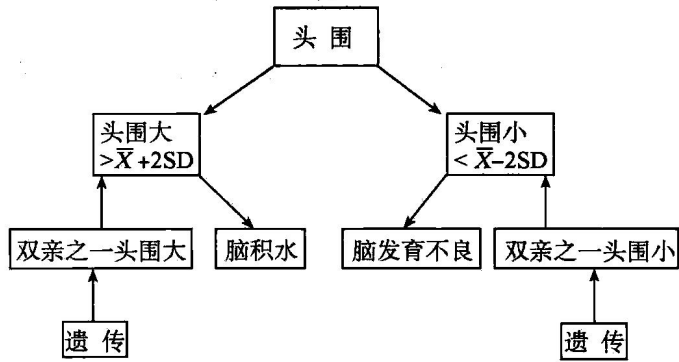 头 围
头围大
>X̄+2SD
头围小
< X̄-2SD
双亲之一头围大
脑积水
脑发育不良
双亲之一头围小
遗 传
遗 传